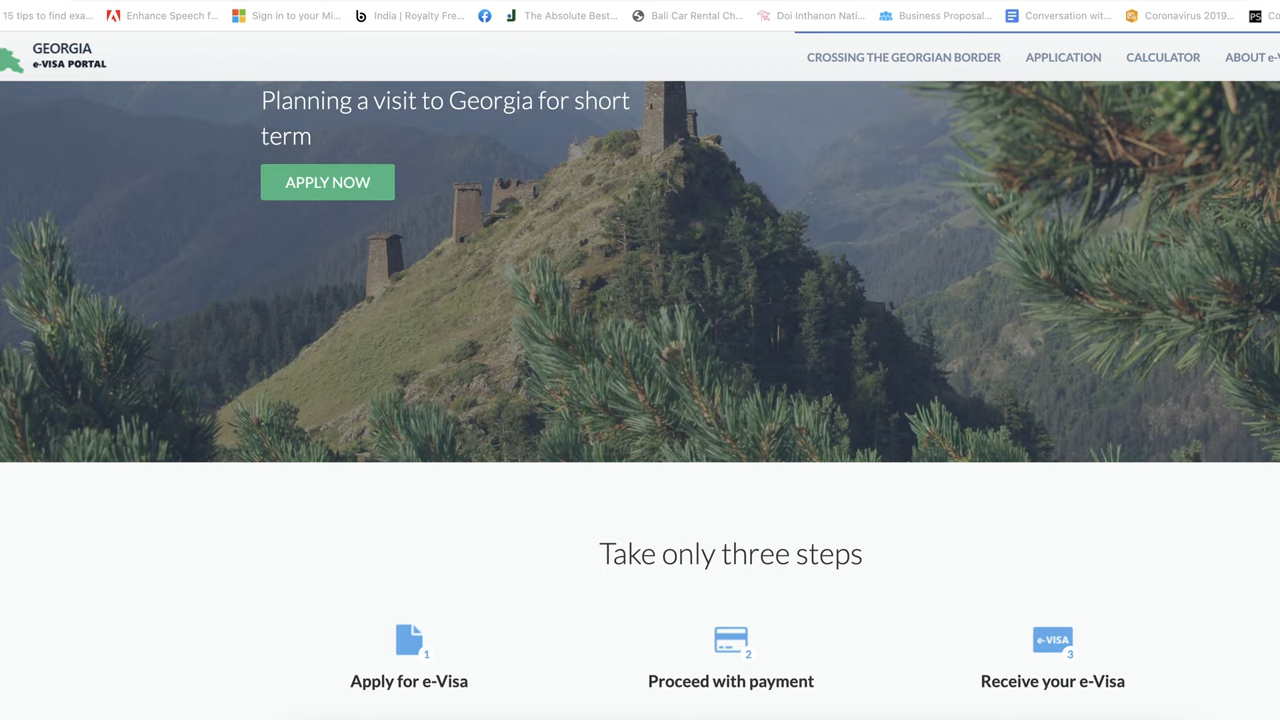 15 tips to find exa... Enhance Speech f... Sign in to your Mi... India | Royalty Fre... The Absolute Best... Bali Car Rental Ch... Doi Inthanon Nati... Business Proposal... Conversation wit... Coronavirus 2019... PS Co
GEORGIA
e-VISA PORTAL
CROSSING THE GEORGIAN BORDER APPLICATION CALCULATOR ABOUT e-V
Planning a visit to Georgia for short
term
APPLY NOW
Take only three steps
1 2 e-VISA 3
Apply for e-Visa Proceed with payment Receive your e-Visa